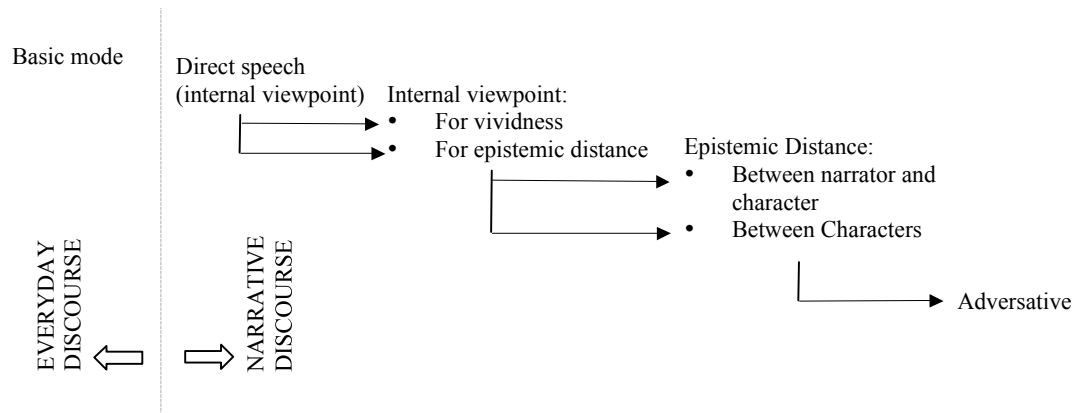 Basic mode
Direct speech
(internal viewpoint)
Internal viewpoint:
• For vividness
• For epistemic distance
Epistemic Distance:
• Between narrator and
character
• Between Characters
Adversative
EVERYDAY
DISCOURSE
NARRATIVE
DISCOURSE